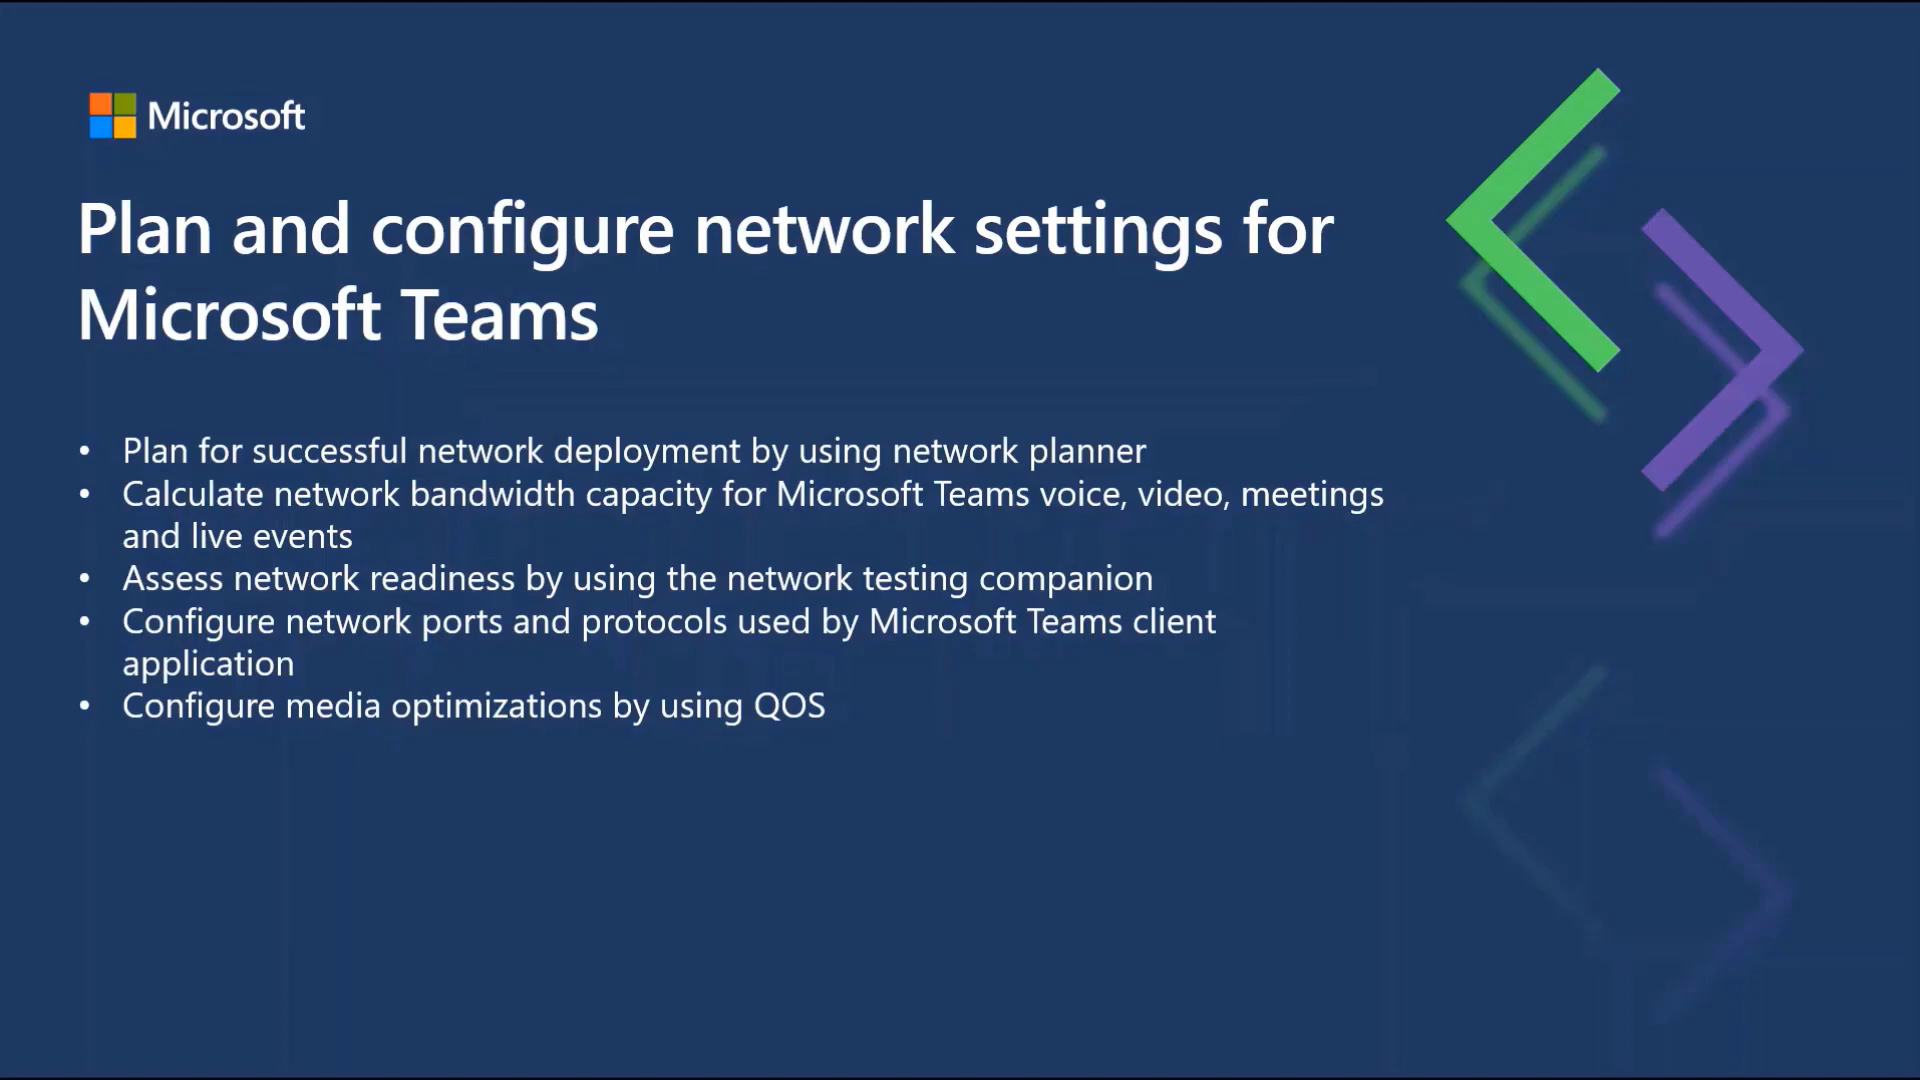 Microsoft
Plan and configure network settings for
Microsoft Teams
• Plan for successful network deployment by using network planner
• Calculate network bandwidth capacity for Microsoft Teams voice, video, meetings
and live events
• Assess network readiness by using the network testing companion
• Configure network ports and protocols used by Microsoft Teams client
application
• Configure media optimizations by using QOS